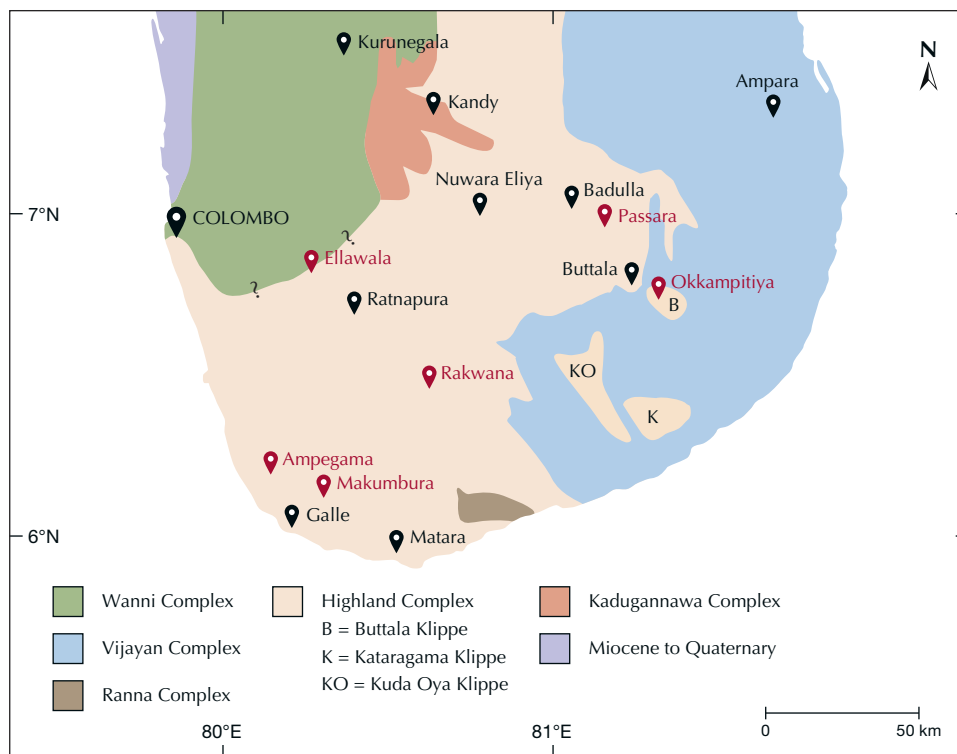 Kurunegala
N
Ampara
Kandy
Nuwara Eliya
Badulla
7°N
COLOMBO
Passara
?
Ellawala
Buttala
Okkampitiya
?
Ratnapura
B
Rakwana
KO
K
Ampegama
Makumbura
Galle
6°N
Matara
Wanni Complex
Highland Complex
Kadugannawa Complex
B = Buttala Klippe
Vijayan Complex
K = Kataragama Klippe
Miocene to Quaternary
KO = Kuda Oya Klippe
Ranna Complex
80°E
81°E
0
50 km